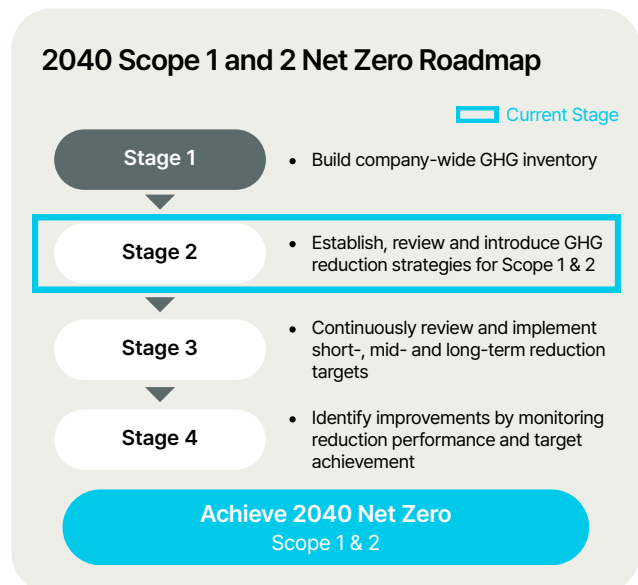 2040 Scope 1 and 2 Net Zero Roadmap
Current Stage
Stage 1
• Build company-wide GHG inventory
Stage 2
• Establish, review and introduce GHG
reduction strategies for Scope 1 & 2
Stage 3
• Continuously review and implement
short-, mid- and long-term reduction
targets
Stage 4
• Identify improvements by monitoring
reduction performance and target
achievement
Achieve 2040 Net Zero
Scope 1 & 2